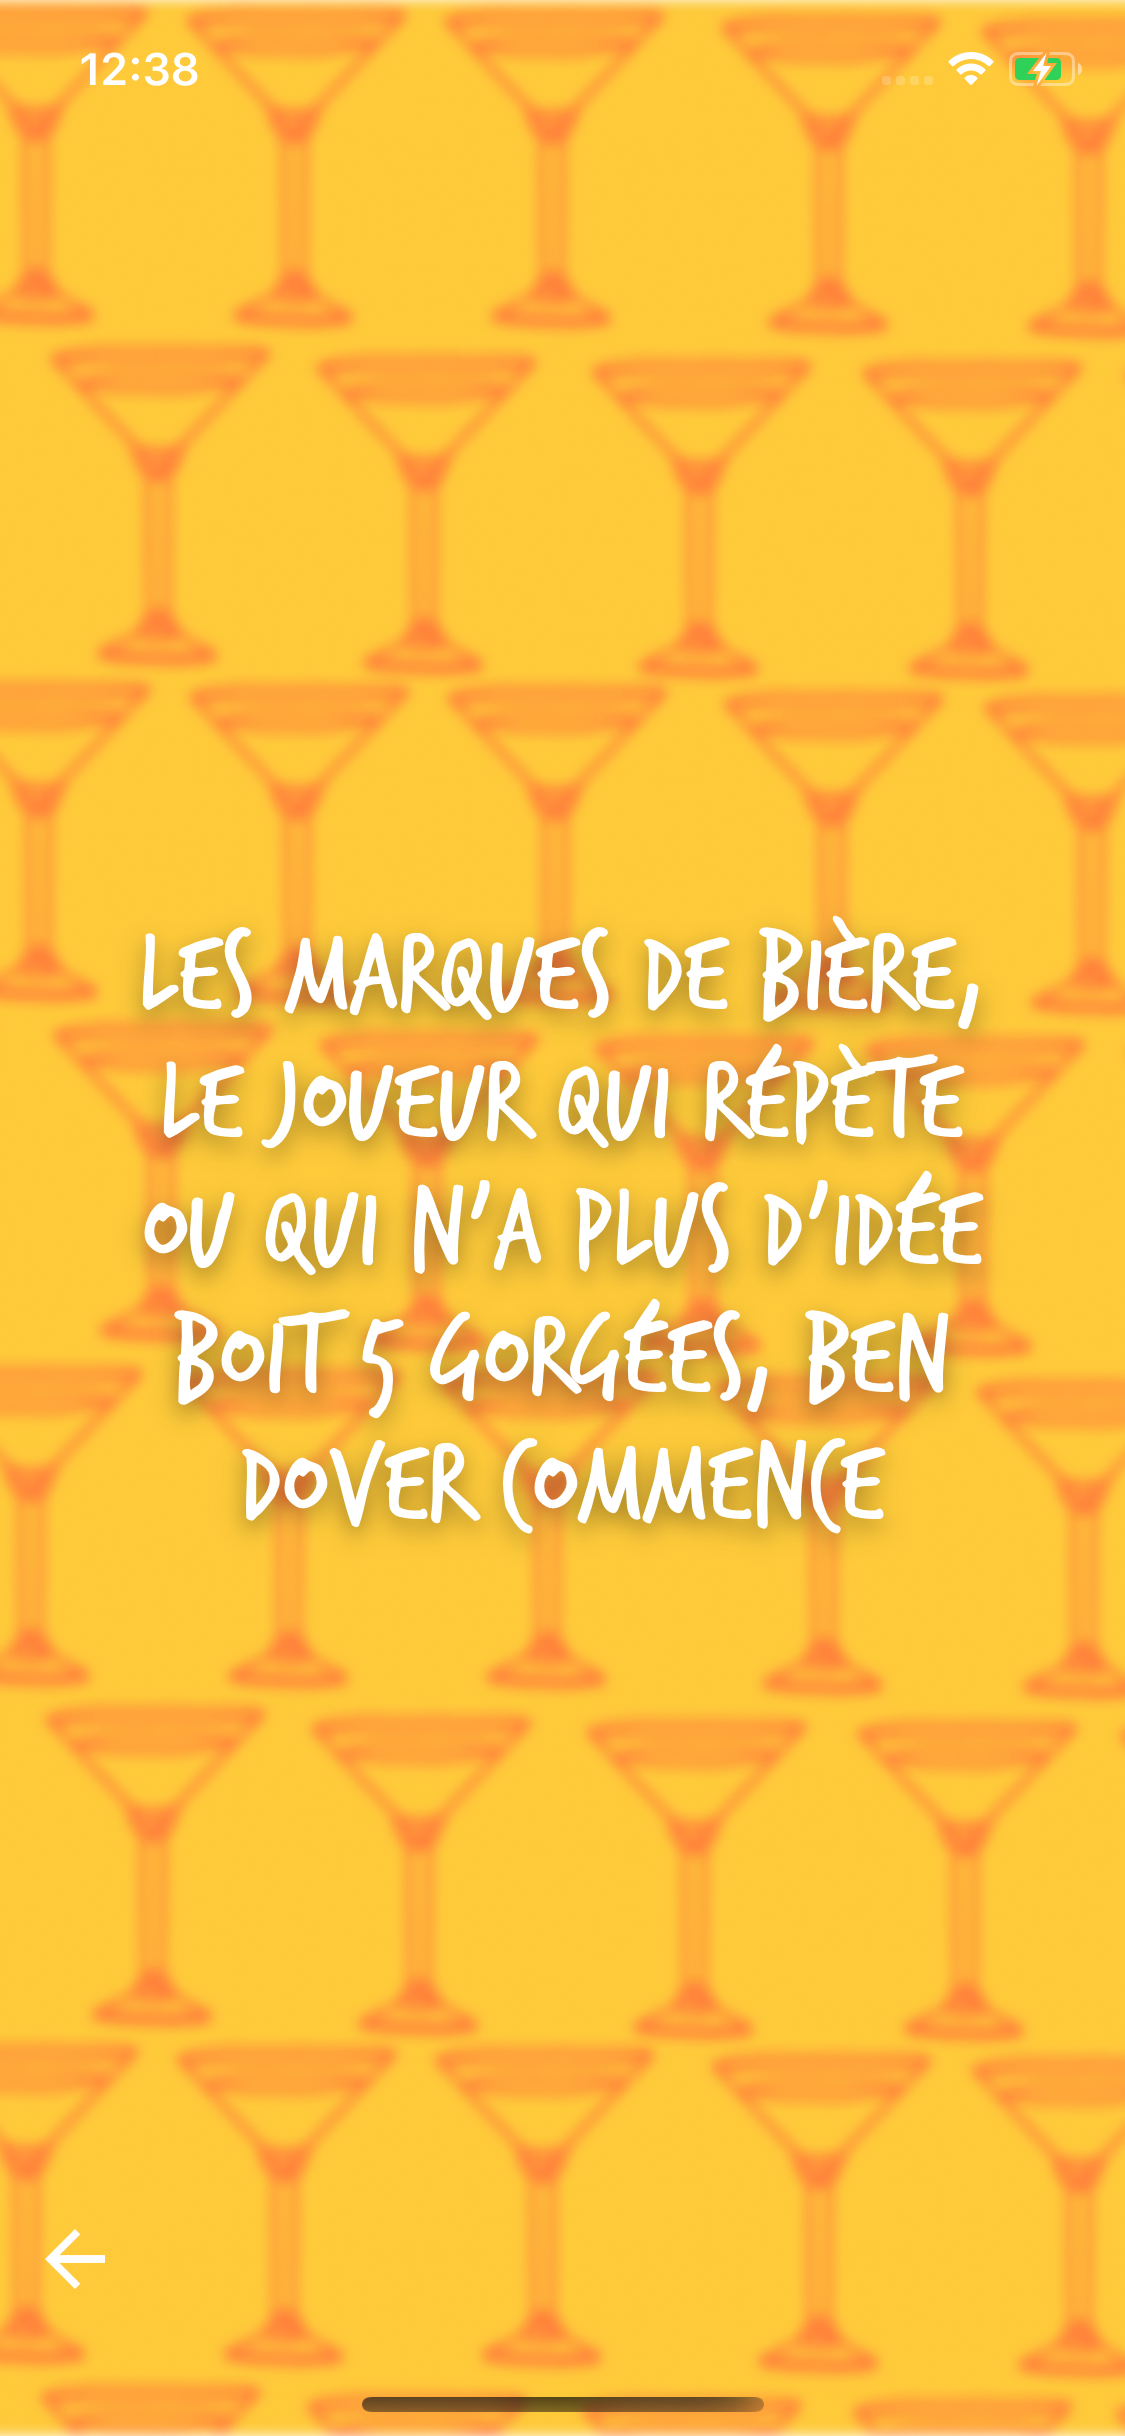 12:38
LES MARQUES DE BIÈRE,
LE JOUEUR QUI RÉPÈTE
OU QUI N'A PLUS D'IDÉE
BOIT 5 GORGÉES, BEN
DOVER COMMENCE